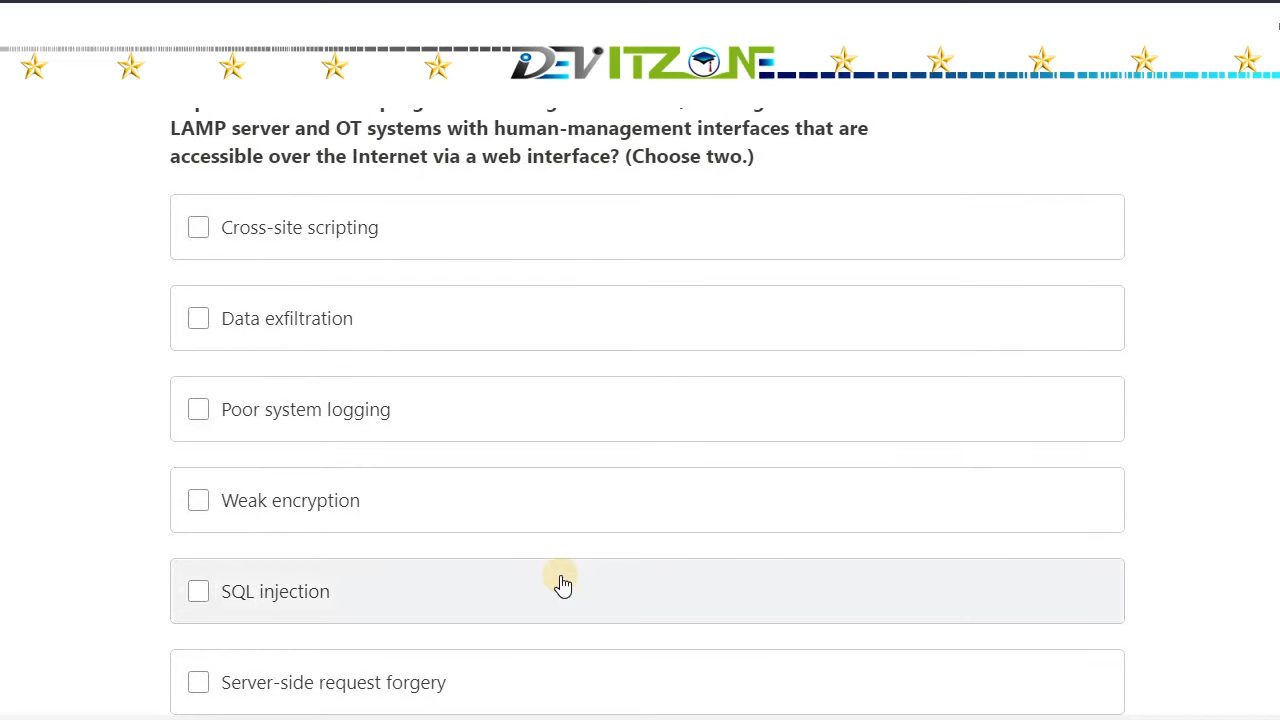 DEV ITZONE
LAMP server and OT systems with human-management interfaces that are
accessible over the Internet via a web interface? (Choose two.)
Cross-site scripting
Data exfiltration
Poor system logging
Weak encryption
SQL injection
Server-side request forgery